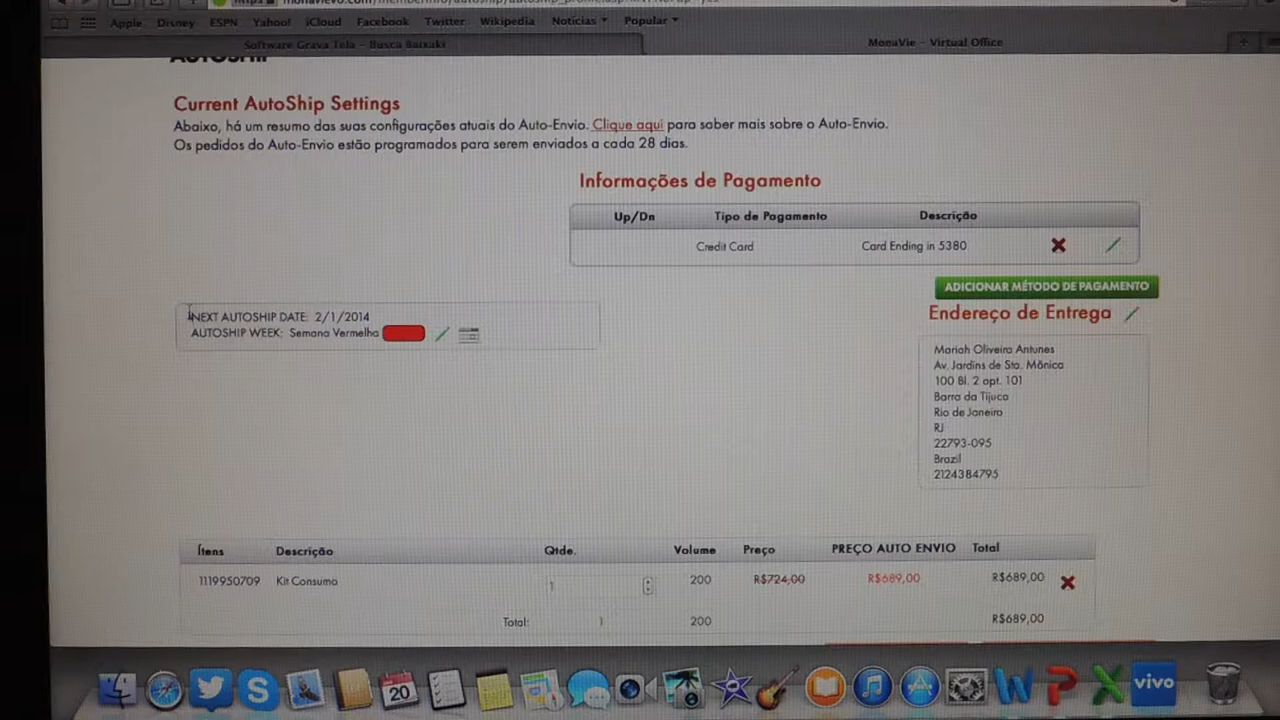 Apple Disney ESPN Yahoo! iCloud Facebook Twitter Wikipedia Notícias Popular
Software Grava Tela – Busca Baixaki
MonaVie – Virtual Office
AUTOSHIP
Current AutoShip Settings
Abaixo, há um resumo das suas configurações atuais do Auto-Envio. Clique aqui para saber mais sobre o Auto-Envio.
Os pedidos do Auto-Envio estão programados para serem enviados a cada 28 dias.
Informações de Pagamento
Up/Dn Tipo de Pagamento Descrição
Credit Card Card Ending in 5380
ADICIONAR MÉTODO DE PAGAMENTO
NEXT AUTOSHIP DATE: 2/1/2014
AUTOSHIP WEEK: Semana Vermelha
Endereço de Entrega
Mariah Oliveira Antunes
Av. Jardins de Sta. Mônica
100 Bl. 2 apt. 101
Barra da Tijuca
Rio de Janeiro
RJ
22793-095
Brazil
2124384795
Ítens Descrição Qtde. Volume Preço PREÇO AUTO ENVIO Total
1119950709 Kit Consumo 1 200 R$724,00 R$689,00 R$689,00
Total: 1 200 R$689,00
20
vivo